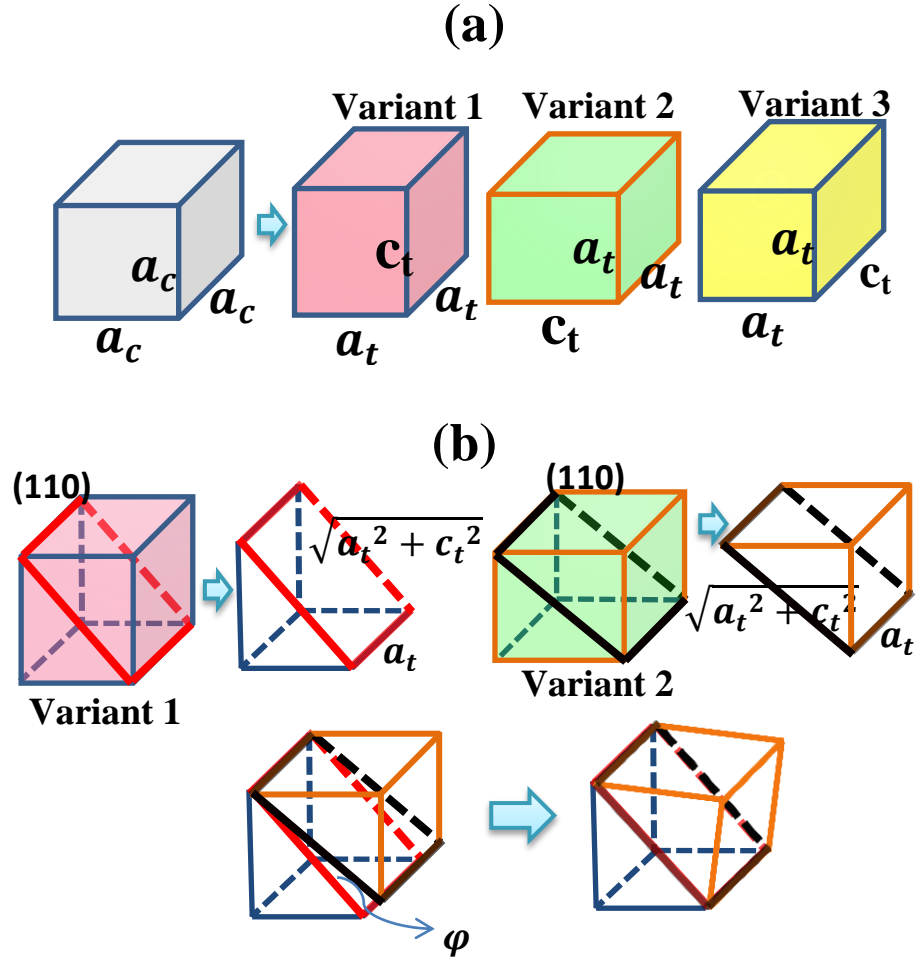 (a)
Variant 1 Variant 2 Variant 3
a_c a_c a_c
c_t a_t a_t
a_t a_t c_t
a_t c_t a_t
(b)
(110) (110)
√(a_t² + c_t²)
a_t
Variant 1
√(a_t² + c_t²)
a_t
Variant 2
φ